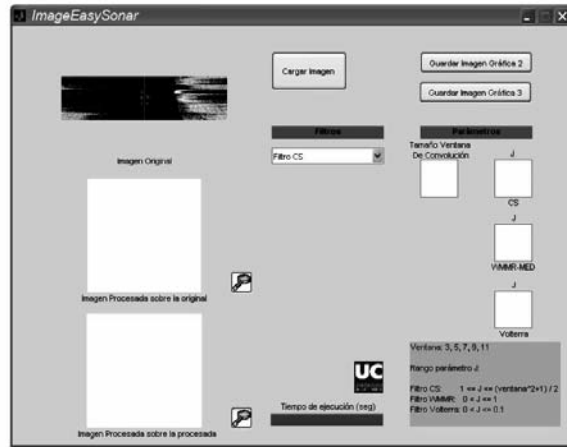 ImageEasySonar
Cargar Imagen
Guardar Imagen Gráfica 2
Guardar Imagen Gráfica 3
Filtros
Parámetros
Filtro CS
Tamaño Ventana
De Convolución
J
Imagen Original
CS
J
WMMR-MED
J
Imagen Procesada sobre la original
Volterra
Ventana: 3, 5, 7, 9, 11
Rango parámetro J:
Filtro CS: 1 <= J <= (ventana^2+1) / 2
Filtro WMMR: 0 < J <= 1
Filtro Volterra: 0 < J <= 0.1
UC
Tiempo de ejecución (seg)
Imagen Procesada sobre la procesada